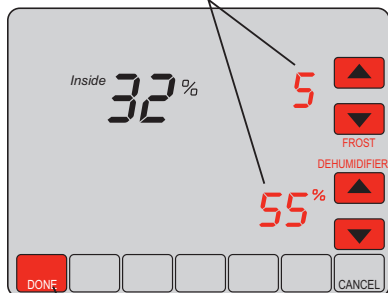 Inside 32%
5
FROST
DEHUMIDIFIER
55%
DONE
CANCEL